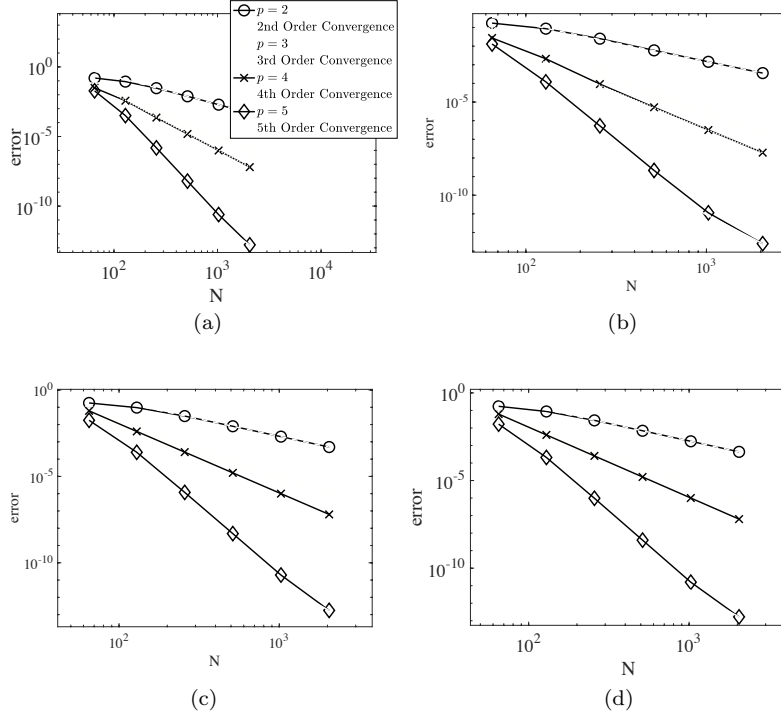 p = 2
2nd Order Convergence
p = 3
3rd Order Convergence
p = 4
4th Order Convergence
p = 5
5th Order Convergence
10^0
10^-5
10^-10
error
10^2
10^3
10^4
N
(a)
10^-5
10^-10
error
10^2
10^3
N
(b)
10^0
10^-5
10^-10
error
10^2
10^3
N
(c)
10^0
10^-5
10^-10
error
10^2
10^3
N
(d)